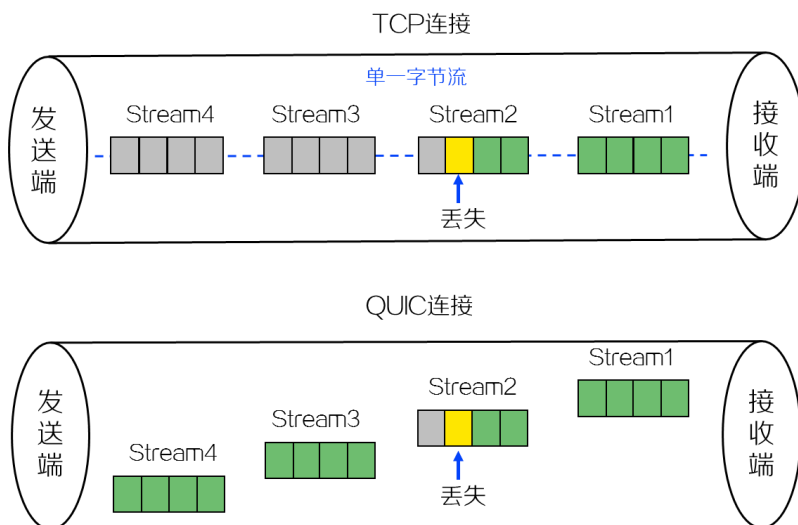 TCP连接
单一字节流
发送端
Stream4
Stream3
Stream2
Stream1
接收端
丢失
QUIC连接
发送端
Stream4
Stream3
Stream2
Stream1
接收端
丢失